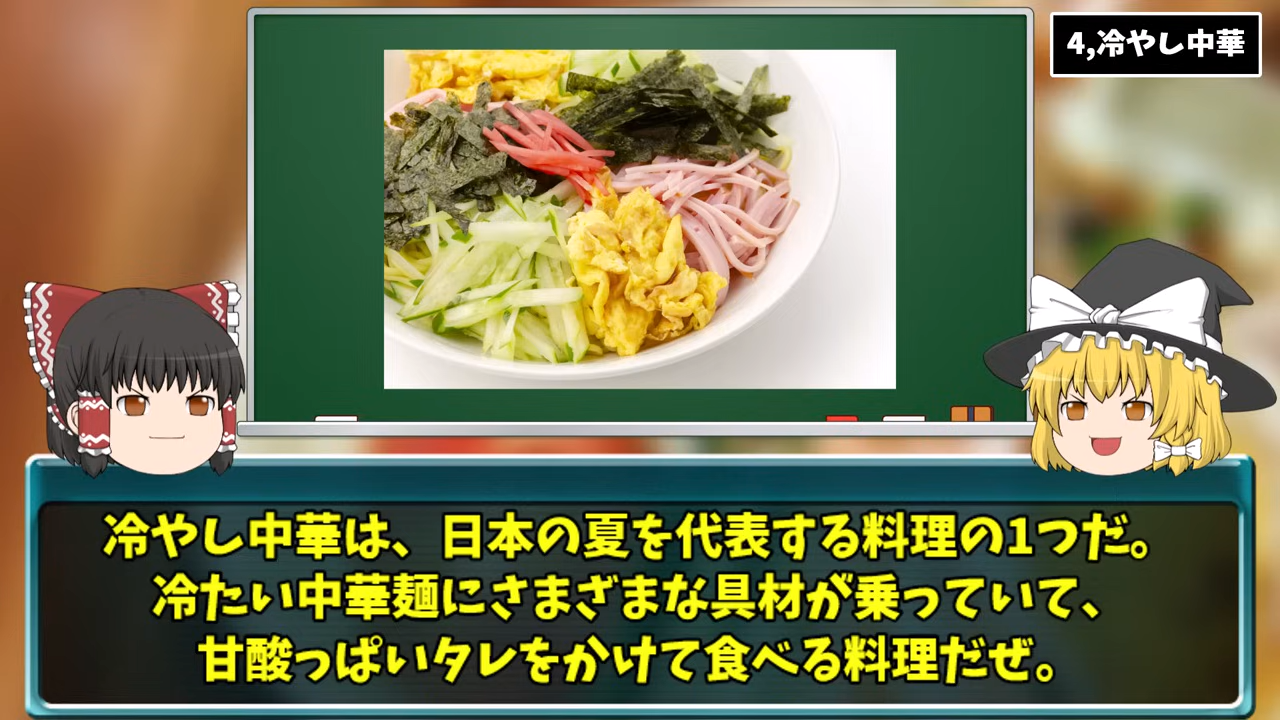 4,冷やし中華
冷やし中華は、日本の夏を代表する料理の1つだ。
冷たい中華麺にさまざまな具材が乗っていて、
甘酸っぱいタレをかけて食べる料理だぜ。